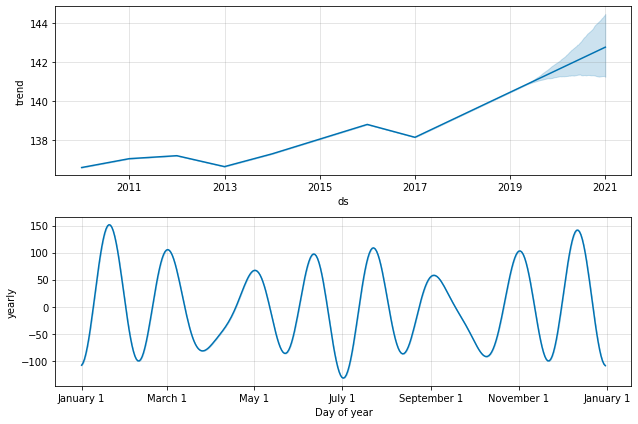 144
142
140
138
trend
2011 2013 2015 2017 2019 2021
ds
150
100
50
0
−50
−100
yearly
January 1 March 1 May 1 July 1 September 1 November 1 January 1
Day of year